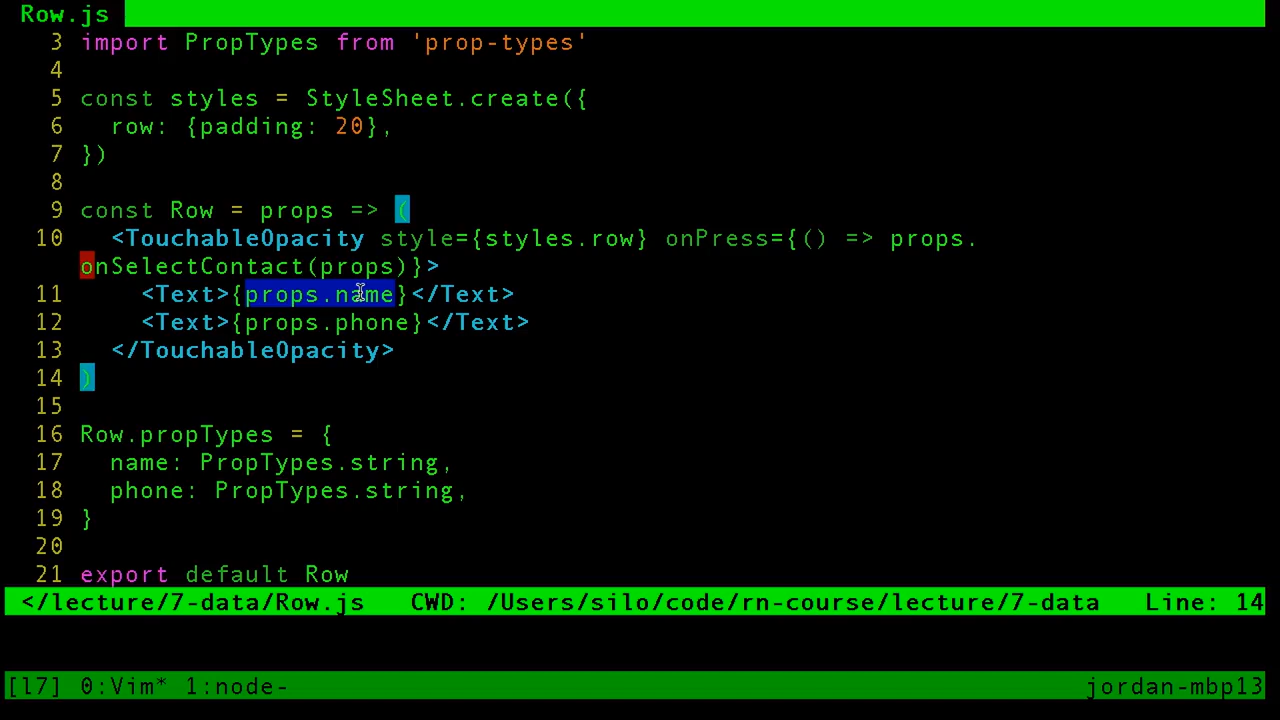 Row.js
3 import PropTypes from 'prop-types'
4
5 const styles = StyleSheet.create({
6   row: {padding: 20},
7 })
8
9 const Row = props => (
10   <TouchableOpacity style={styles.row} onPress={() => props.
onSelectContact(props)}>
11     <Text>{props.name}</Text>
12     <Text>{props.phone}</Text>
13   </TouchableOpacity>
14 )
15
16 Row.propTypes = {
17   name: PropTypes.string,
18   phone: PropTypes.string,
19 }
20
21 export default Row
</lecture/7-data/Row.js   CWD: /Users/silo/code/rn-course/lecture/7-data   Line: 14
[l7] 0:Vim* 1:node-   jordan-mbp13